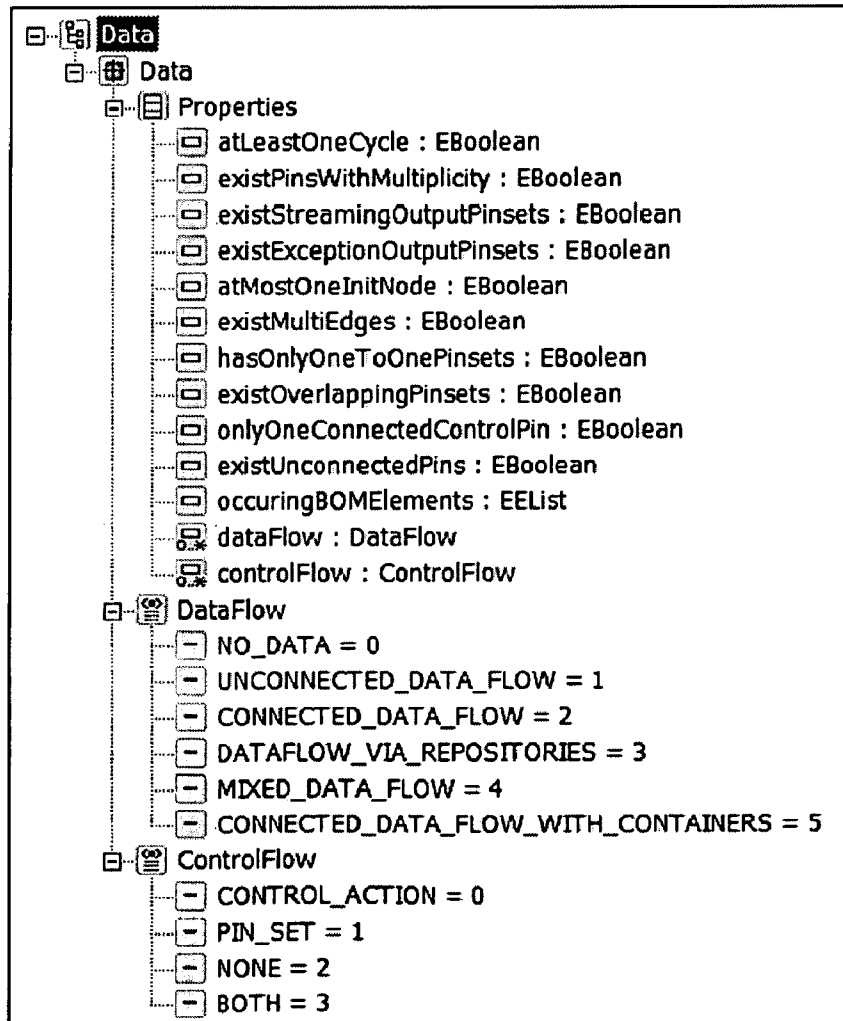 Data
Data
Properties
atLeastOneCycle : EBoolean
existPinsWithMultiplicity : EBoolean
existStreamingOutputPinsets : EBoolean
existExceptionOutputPinsets : EBoolean
atMostOneInitNode : EBoolean
existMultiEdges : EBoolean
hasOnlyOneToOnePinsets : EBoolean
existOverlappingPinsets : EBoolean
onlyOneConnectedControlPin : EBoolean
existUnconnectedPins : EBoolean
occuringBOMElements : EEList
0..* dataFlow : DataFlow
0..* controlFlow : ControlFlow
DataFlow
NO_DATA = 0
UNCONNECTED_DATA_FLOW = 1
CONNECTED_DATA_FLOW = 2
DATAFLOW_VIA_REPOSITORIES = 3
MIXED_DATA_FLOW = 4
CONNECTED_DATA_FLOW_WITH_CONTAINERS = 5
ControlFlow
CONTROL_ACTION = 0
PIN_SET = 1
NONE = 2
BOTH = 3